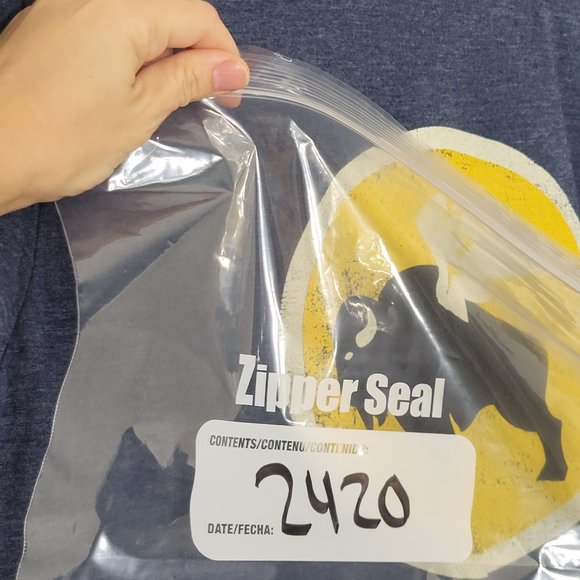 Zipper Seal
CONTENTS/CONTENU/CONTENIDO:
2420
DATE/FECHA: